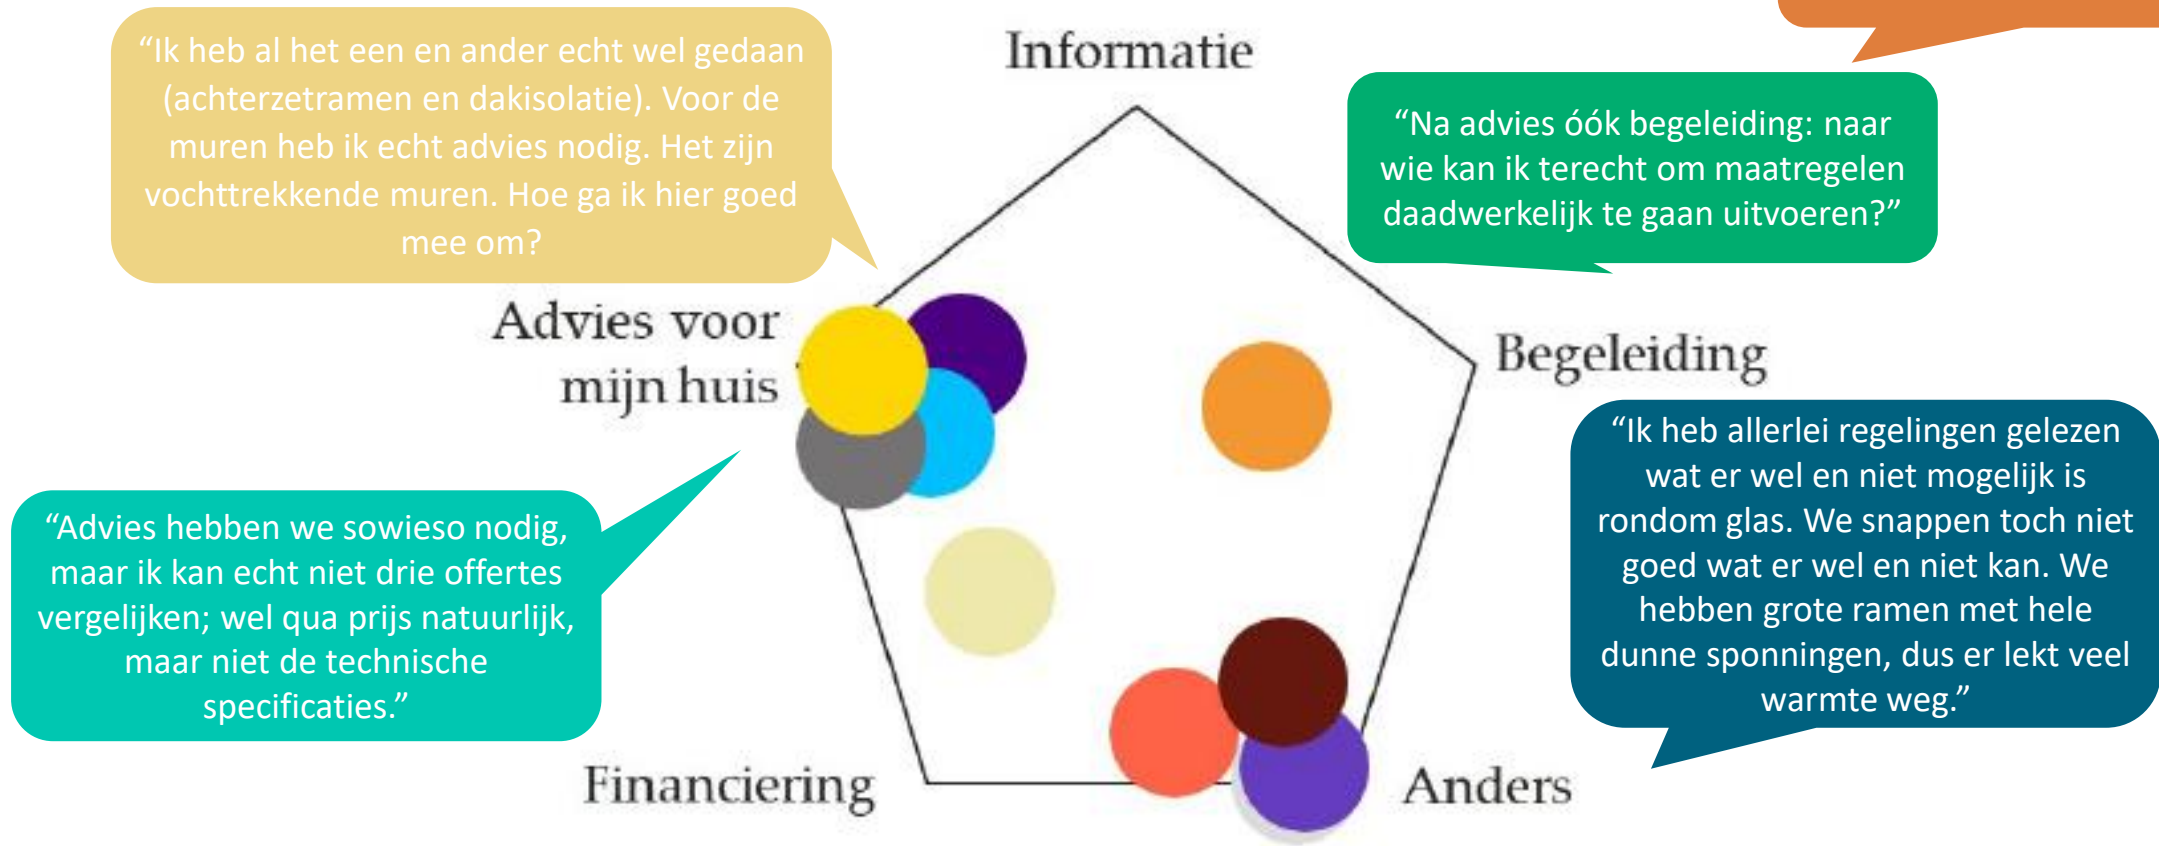 “Ik heb al het een en ander echt wel gedaan
(achterzetramen en dakisolatie). Voor de
muren heb ik echt advies nodig. Het zijn
vochttrekkende muren. Hoe ga ik hier goed
mee om?
Informatie
“Na advies óók begeleiding: naar
wie kan ik terecht om maatregelen
daadwerkelijk te gaan uitvoeren?”
Advies voor
mijn huis
Begeleiding
“Ik heb allerlei regelingen gelezen
wat er wel en niet mogelijk is
rondom glas. We snappen toch niet
goed wat er wel en niet kan. We
hebben grote ramen met hele
dunne sponningen, dus er lekt veel
warmte weg.”
“Advies hebben we sowieso nodig,
maar ik kan echt niet drie offertes
vergelijken; wel qua prijs natuurlijk,
maar niet de technische
specificaties.”
Financiering
Anders